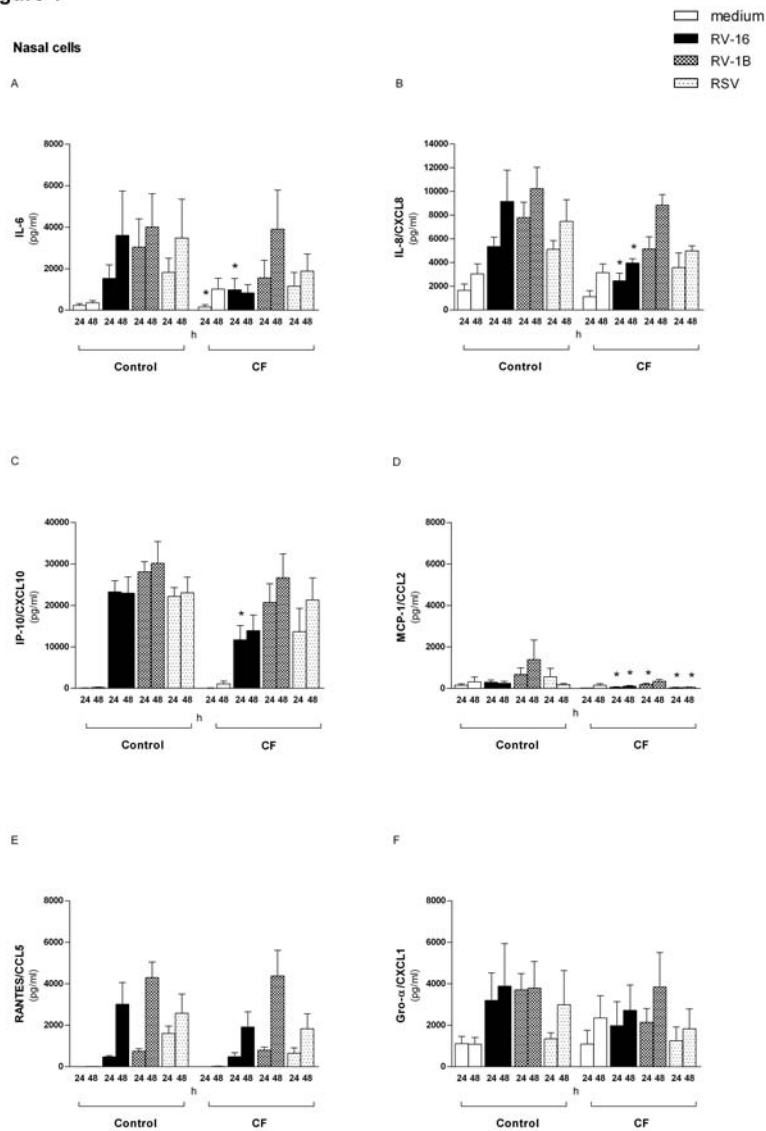 medium
RV-16
RV-1B
RSV
Nasal cells
A
IL-6
(pg/ml)
8000
6000
4000
2000
0
24 48 24 48 24 48 24 48 24 48 24 48 24 48 24 48
* *
h
Control CF
B
IL-8/CXCL8
(pg/ml)
14000
12000
10000
8000
6000
4000
2000
0
24 48 24 48 24 48 24 48 24 48 24 48 24 48 24 48
* *
h
Control CF
C
IP-10/CXCL10
(pg/ml)
40000
30000
20000
10000
0
24 48 24 48 24 48 24 48 24 48 24 48 24 48 24 48
*
h
Control CF
D
MCP-1/CCL2
(pg/ml)
8000
6000
4000
2000
0
24 48 24 48 24 48 24 48 24 48 24 48 24 48 24 48
* * * * *
h
Control CF
E
RANTES/CCL5
(pg/ml)
8000
6000
4000
2000
0
24 48 24 48 24 48 24 48 24 48 24 48 24 48 24 48
h
Control CF
F
Gro-α/CXCL1
(pg/ml)
8000
6000
4000
2000
0
24 48 24 48 24 48 24 48 24 48 24 48 24 48 24 48
h
Control CF